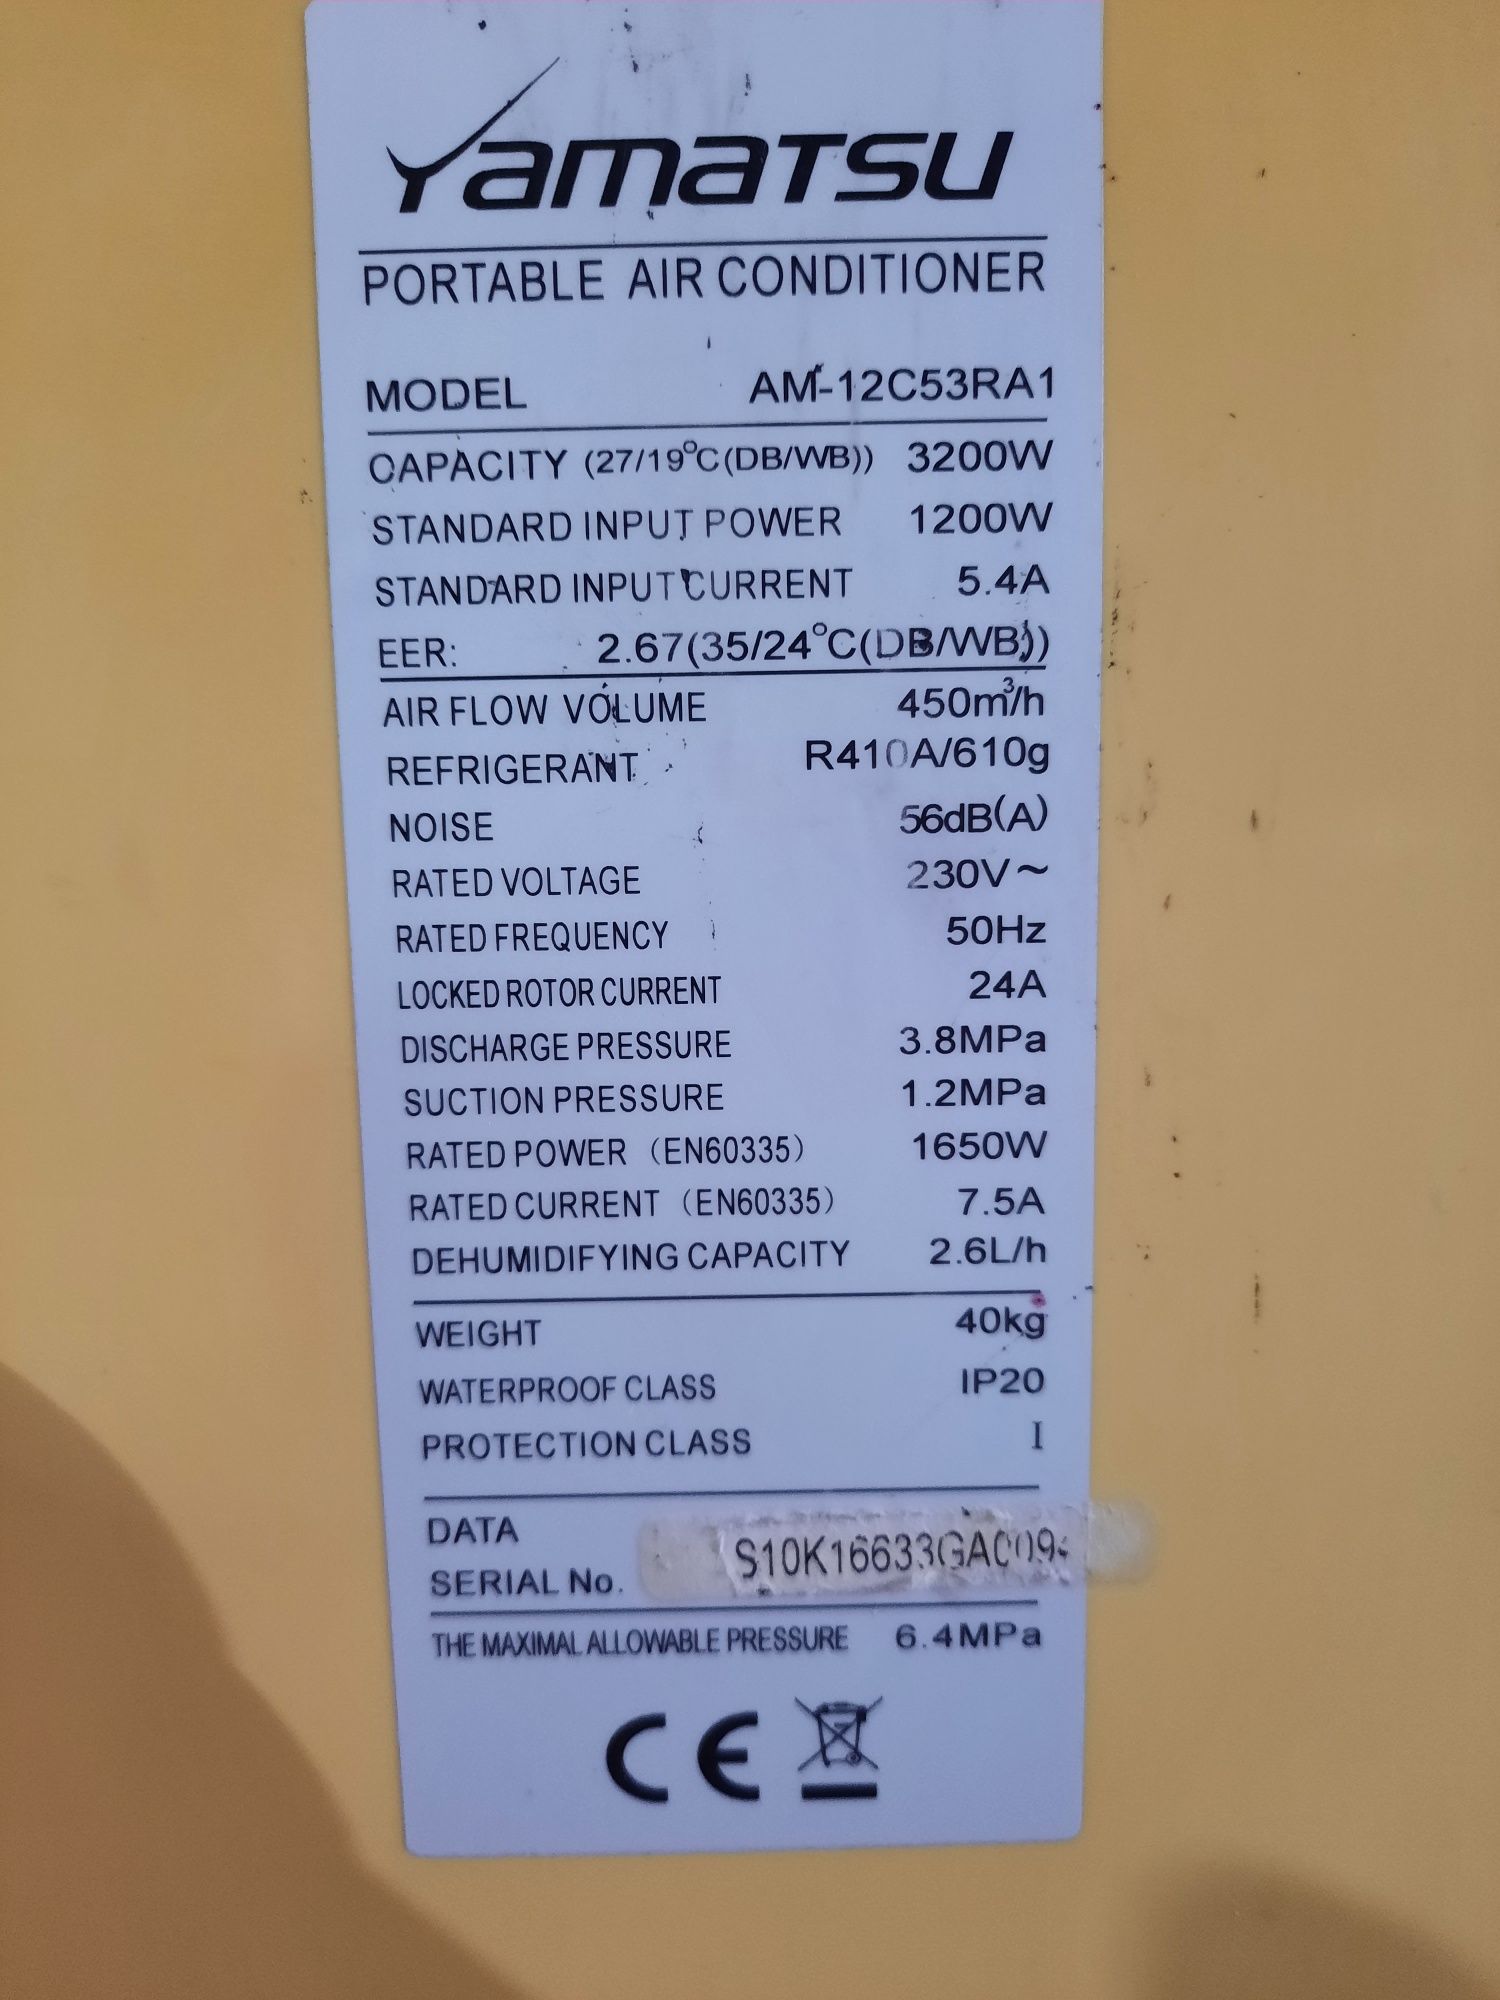 Yamatsu
PORTABLE AIR CONDITIONER
MODEL AM-12C53RA1
CAPACITY (27/19°C(DB/WB)) 3200W
STANDARD INPUT POWER 1200W
STANDARD INPUT CURRENT 5.4A
EER: 2.67(35/24°C(DB/WB))
AIR FLOW VOLUME 450m³/h
REFRIGERANT R410A/610g
NOISE 56dB(A)
RATED VOLTAGE 230V~
RATED FREQUENCY 50Hz
LOCKED ROTOR CURRENT 24A
DISCHARGE PRESSURE 3.8MPa
SUCTION PRESSURE 1.2MPa
RATED POWER (EN60335) 1650W
RATED CURRENT (EN60335) 7.5A
DEHUMIDIFYING CAPACITY 2.6L/h
WEIGHT 40kg
WATERPROOF CLASS IP20
PROTECTION CLASS I
DATA
SERIAL No.
THE MAXIMAL ALLOWABLE PRESSURE 6.4MPa
CE